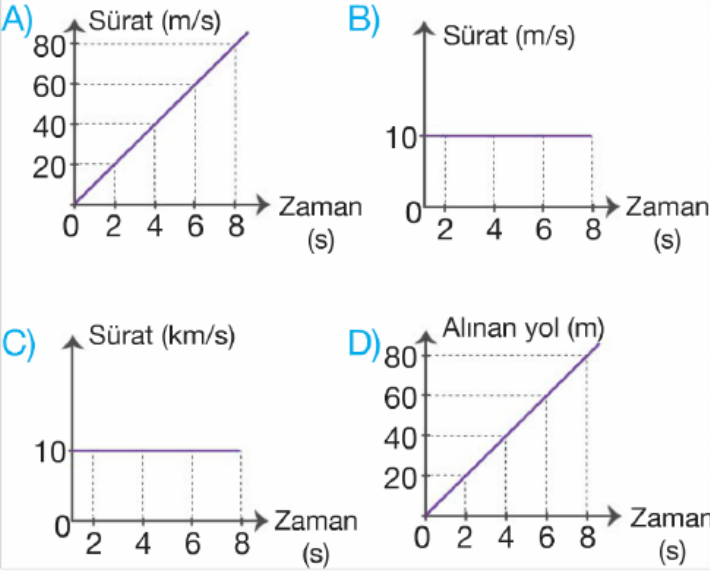 A) Sürat (m/s)
80
60
40
20
0 2 4 6 8
Zaman
(s)
B) Sürat (m/s)
10
0 2 4 6 8
Zaman
(s)
C) Sürat (km/s)
10
0 2 4 6 8
Zaman
(s)
D) Alınan yol (m)
80
60
40
20
0 2 4 6 8
Zaman
(s)